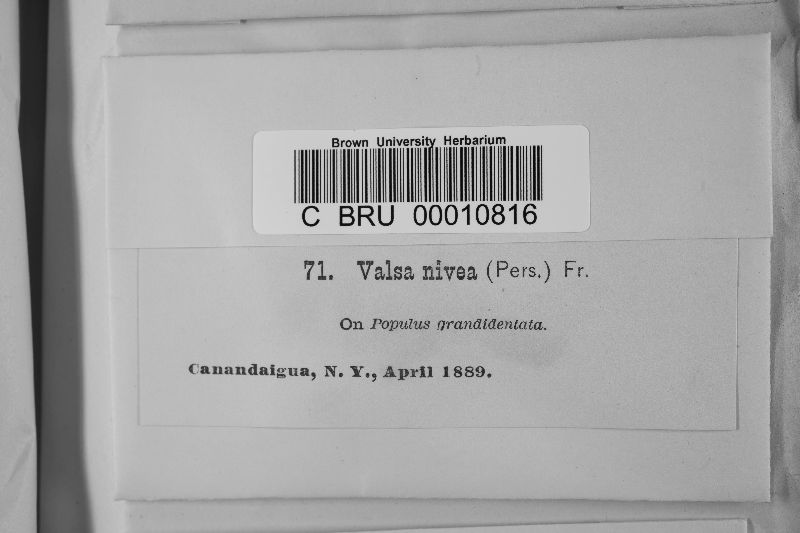 Brown University Herbarium
C BRU 00010816
71. Valsa nivea (Pers.) Fr.
On Populus grandidentata.
Canandaigua, N. Y., April 1889.